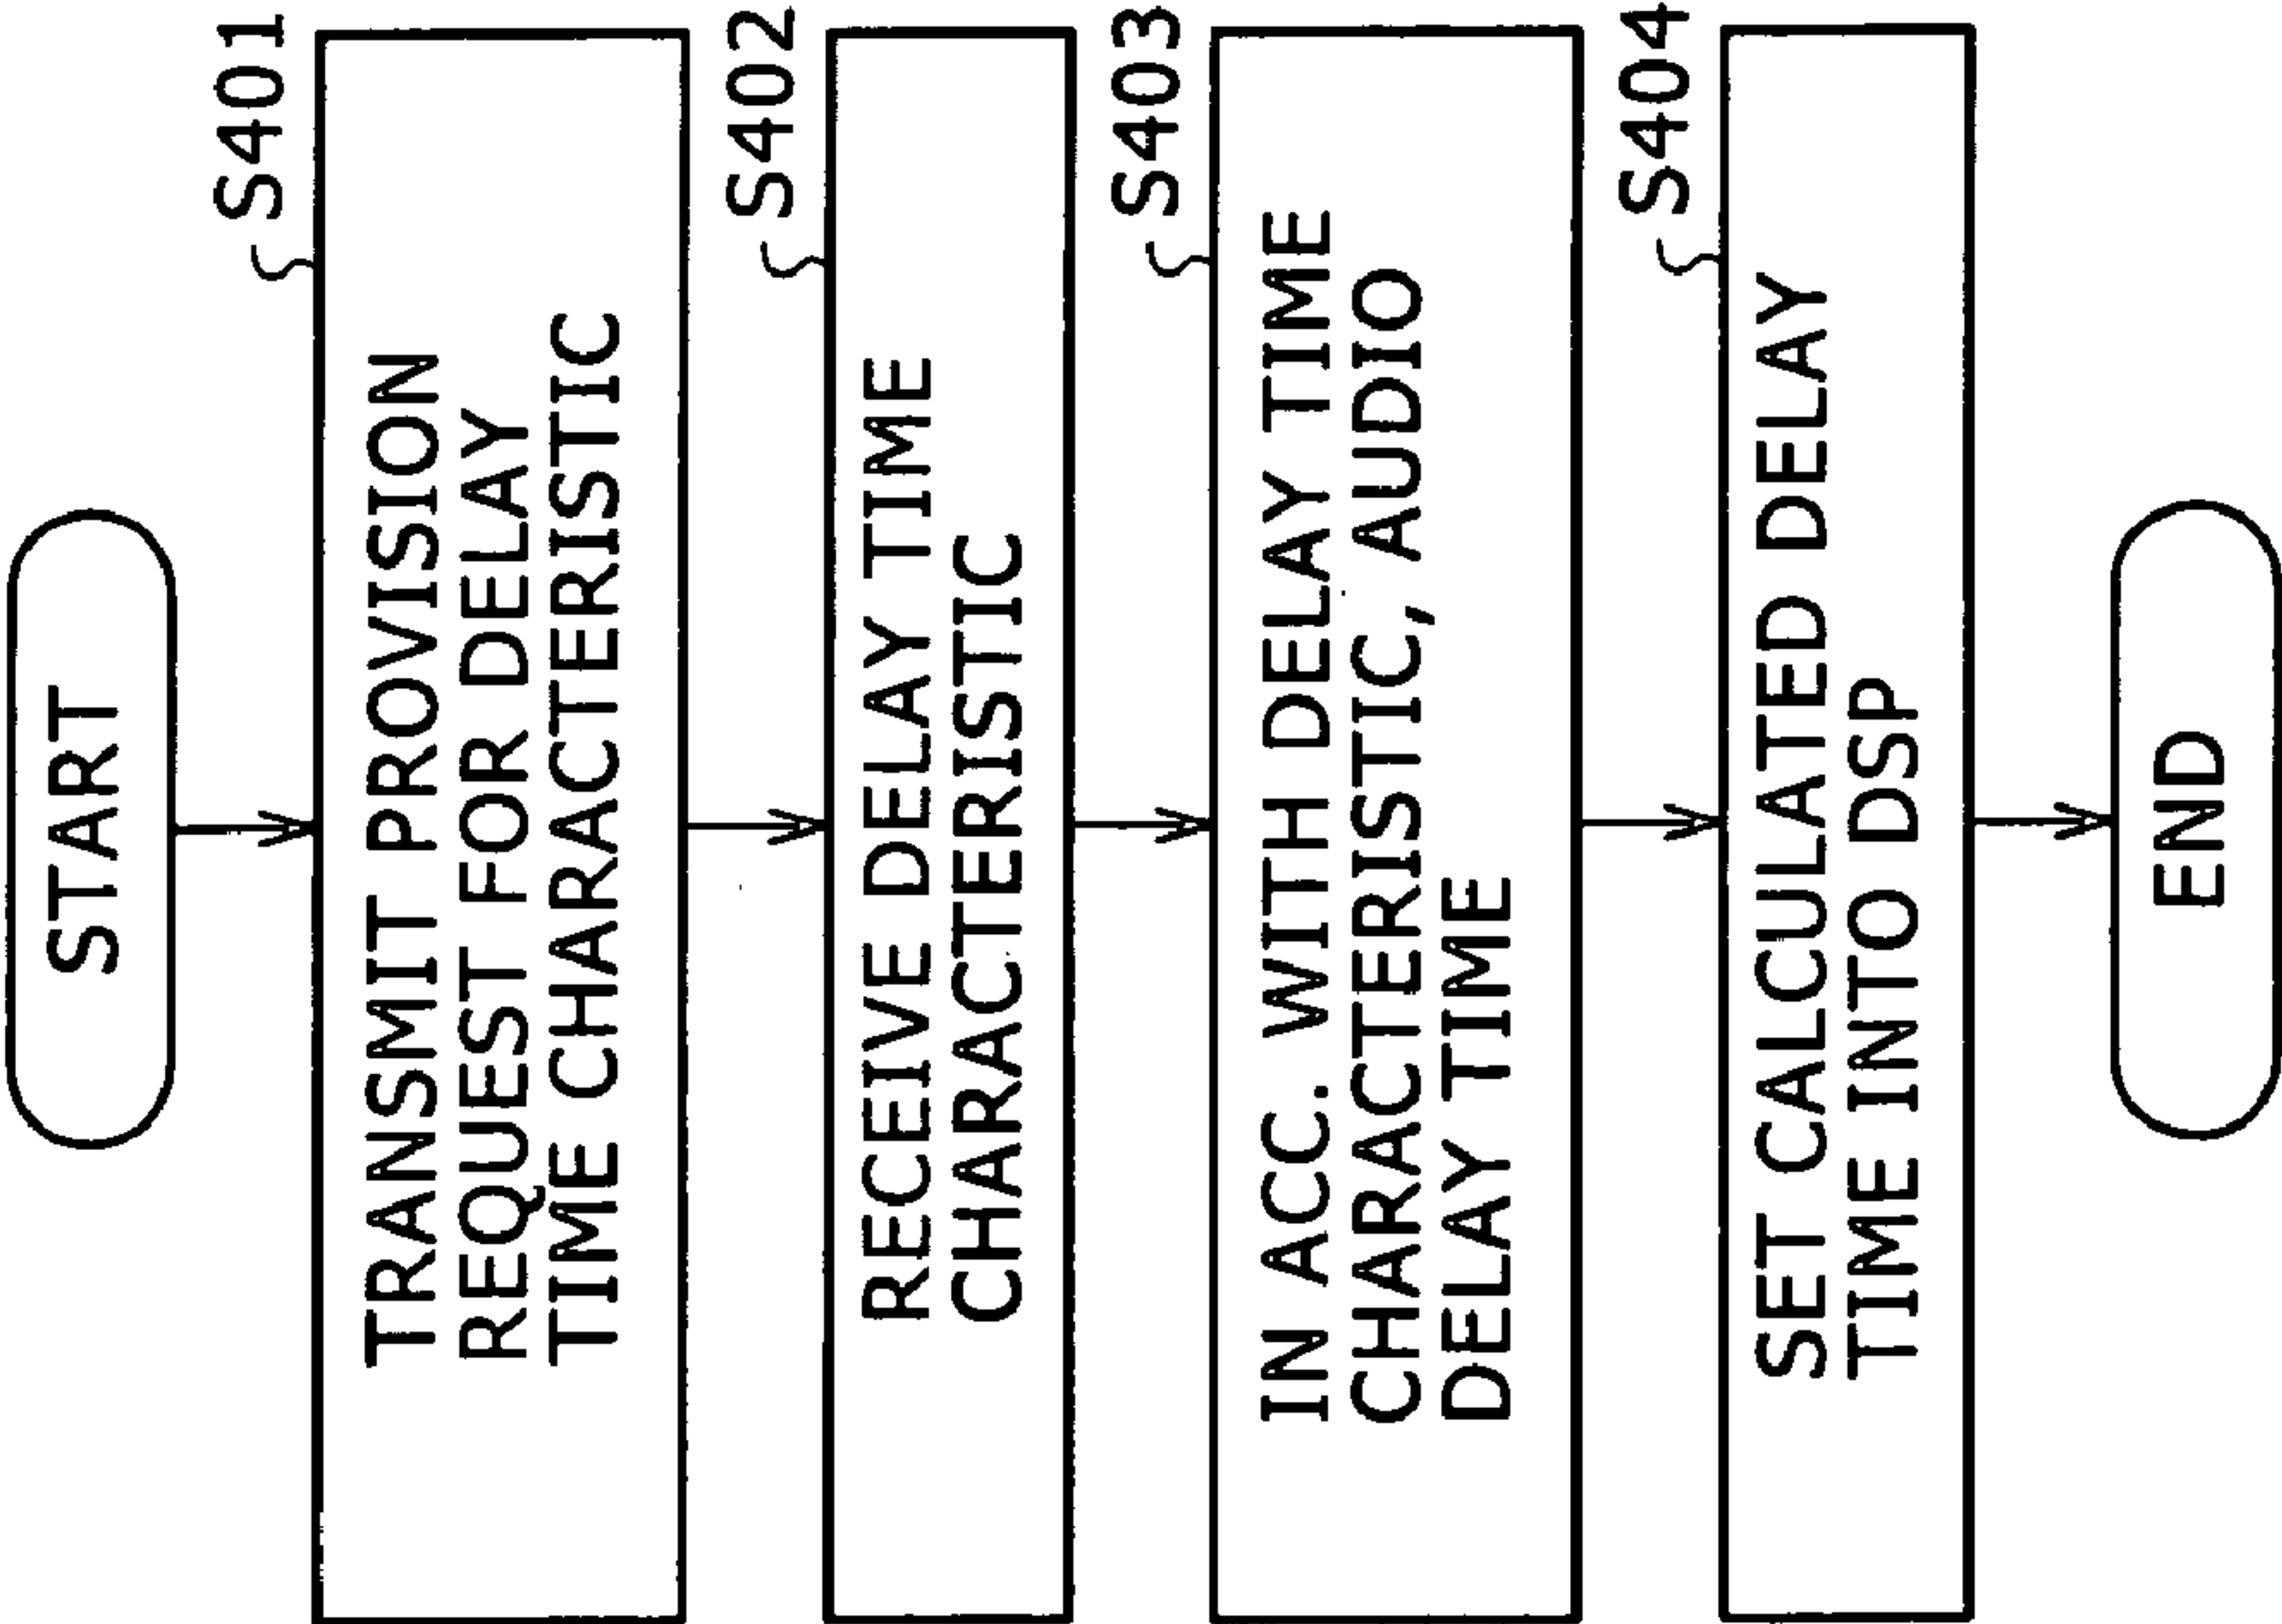 START
S401
TRANSMIT PROVISION
REQUEST FOR DELAY
TIME CHARACTERISTIC
S402
RECEIVE DELAY TIME
CHARACTERISTIC
S403
IN ACC. WITH DELAY TIME
CHARACTERISTIC, AUDIO
DELAY TIME
S404
SET CALCULATED DELAY
TIME INTO DSP
END